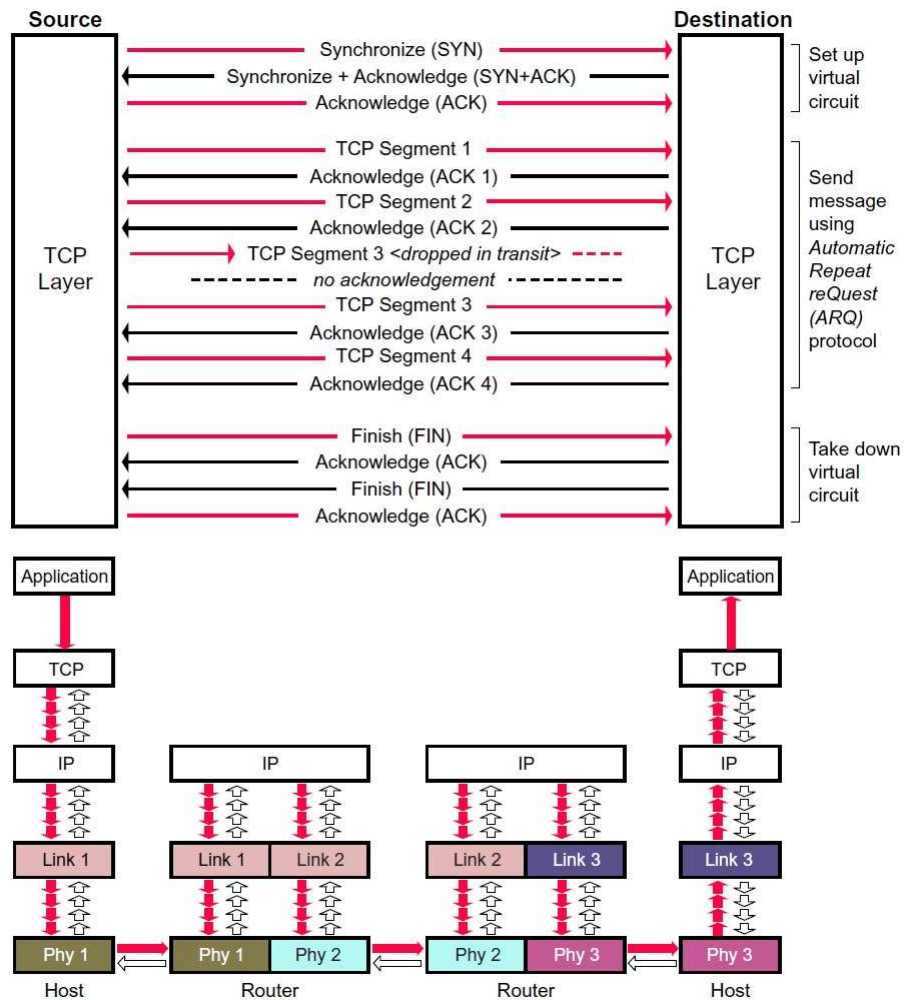 Source
Destination
Synchronize (SYN)
Synchronize + Acknowledge (SYN+ACK)
Acknowledge (ACK)
Set up
virtual
circuit
TCP Segment 1
Acknowledge (ACK 1)
TCP Segment 2
Acknowledge (ACK 2)
TCP Segment 3 <dropped in transit>
no acknowledgement
TCP Segment 3
Acknowledge (ACK 3)
TCP Segment 4
Acknowledge (ACK 4)
TCP
Layer
TCP
Layer
Send
message
using
Automatic
Repeat
reQuest
(ARQ)
protocol
Finish (FIN)
Acknowledge (ACK)
Finish (FIN)
Acknowledge (ACK)
Take down
virtual
circuit
Application
Application
TCP
TCP
IP
IP
IP
IP
Link 1
Link 1
Link 2
Link 2
Link 3
Link 3
Phy 1
Phy 1
Phy 2
Phy 2
Phy 3
Phy 3
Host
Router
Router
Host